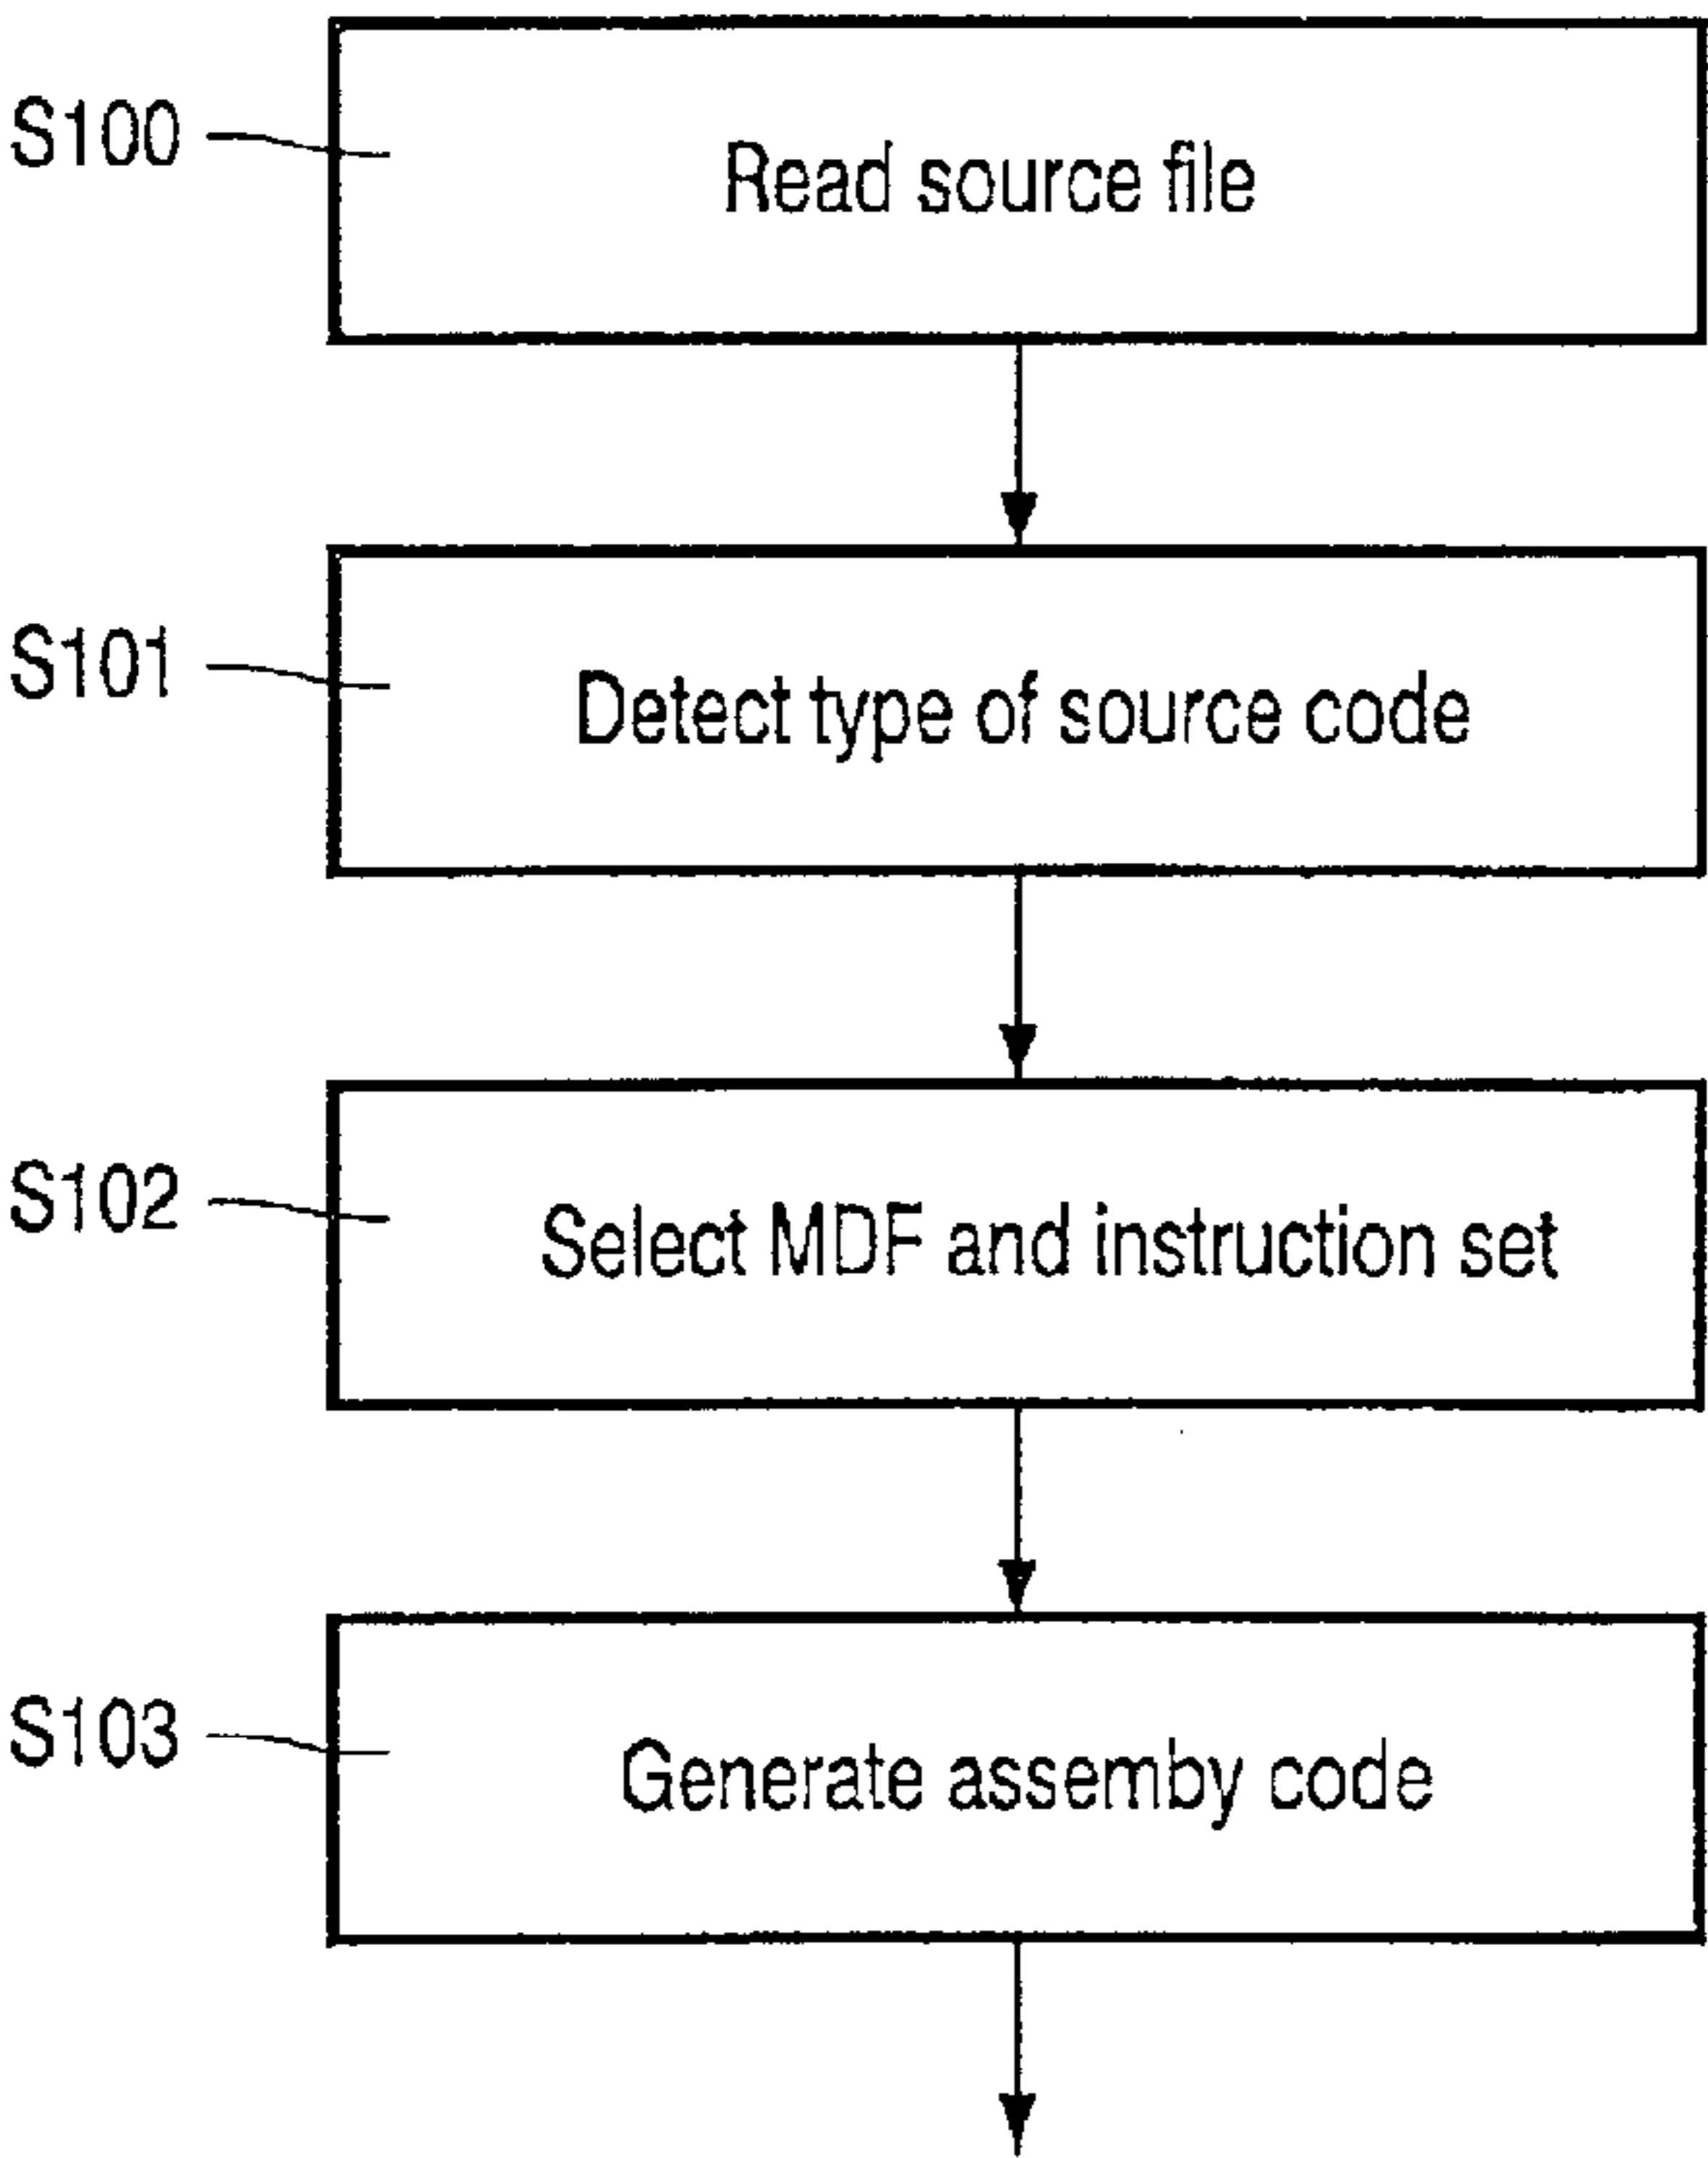 S100
Read source file
S101
Detect type of source code
S102
Select MDF and instruction set
S103
Generate assemby code